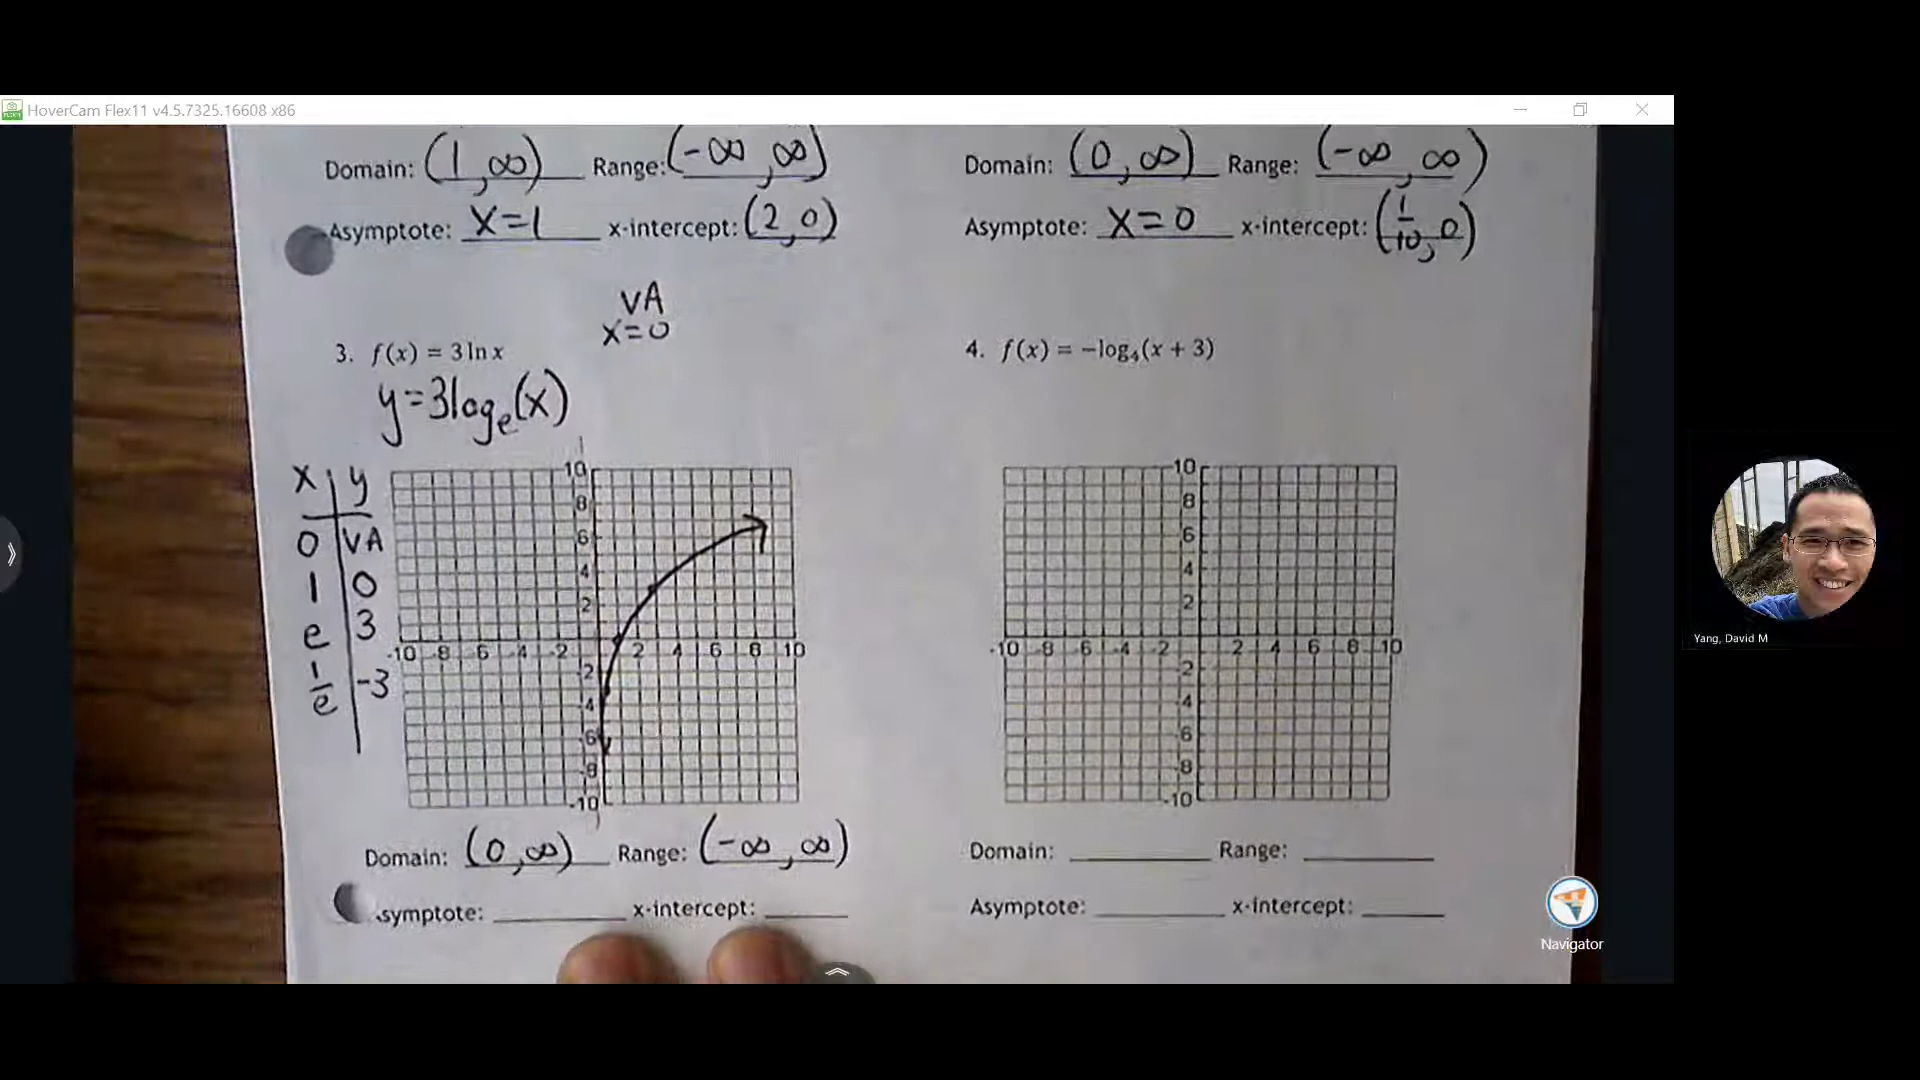 HoverCam Flex11 v4.5.7325.16608 x86
Domain: (1, ∞) Range: (-∞, ∞)
Asymptote: x=1 x-intercept: (2, 0)
Domain: (0, ∞) Range: (-∞, ∞)
Asymptote: x=0 x-intercept: (1/10, 0)
VA
x=0
3. f(x) = 3 ln x
y=3logₑ(x)
x y
0 VA
1 0
e 3
1/e -3
10
8
6
4
2
-10 -8 -6 -4 -2 2 4 6 8 10
-2
-4
-6
-8
-10
Domain: (0, ∞) Range: (-∞, ∞)
symptote: x-intercept:
4. f(x) = −log₄(x + 3)
10
8
6
4
2
-10 -8 -6 -4 -2 2 4 6 8 10
-2
-4
-6
-8
-10
Domain: Range:
Asymptote: x-intercept:
Navigator
Yang, David M